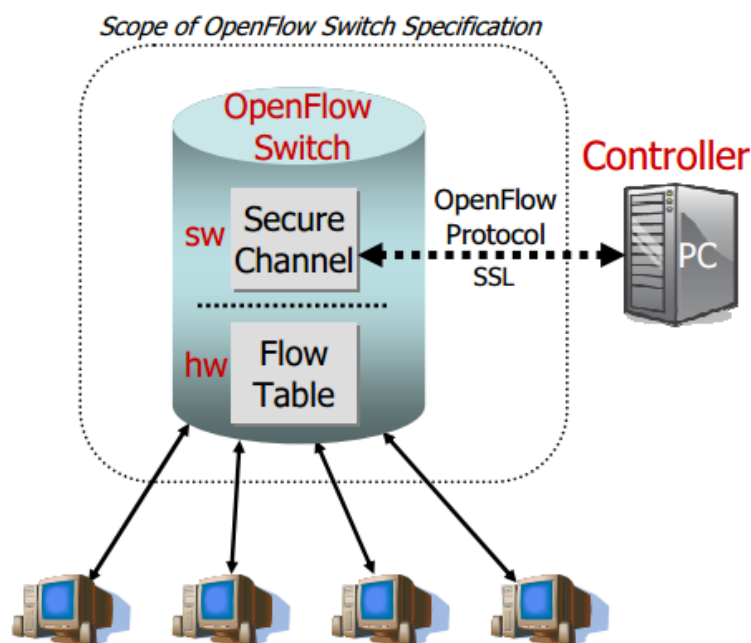 Scope of OpenFlow Switch Specification
OpenFlow
Switch
Controller
sw
Secure
Channel
OpenFlow
Protocol
SSL
PC
hw
Flow
Table